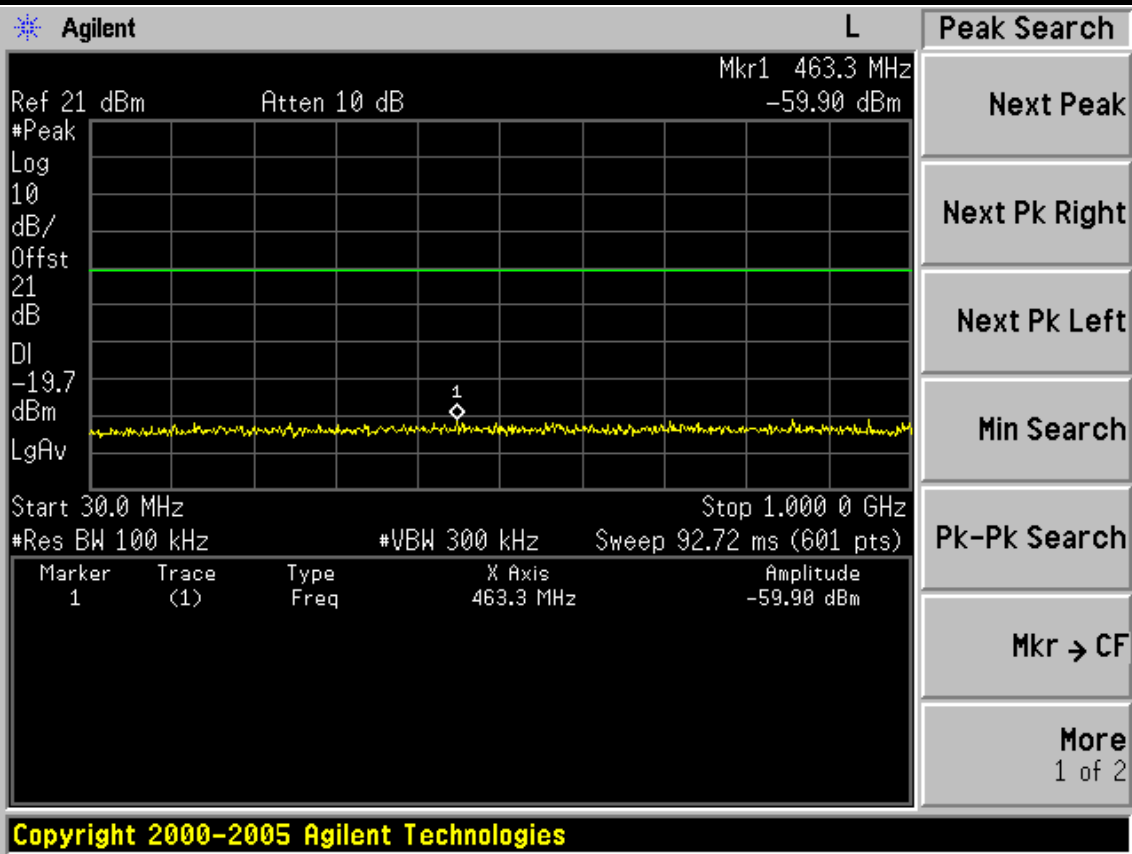 Agilent
L
Peak Search
Mkr1 463.3 MHz
Ref 21 dBm Atten 10 dB -59.90 dBm
#Peak
Log
10
dB/
Offst
21
dB
DI
-19.7
dBm
LgAv
1
Start 30.0 MHz Stop 1.000 0 GHz
#Res BW 100 kHz #VBW 300 kHz Sweep 92.72 ms (601 pts)
Marker Trace Type X Axis Amplitude
1 (1) Freq 463.3 MHz -59.90 dBm
Next Peak
Next Pk Right
Next Pk Left
Min Search
Pk-Pk Search
Mkr → CF
More
1 of 2
Copyright 2000-2005 Agilent Technologies